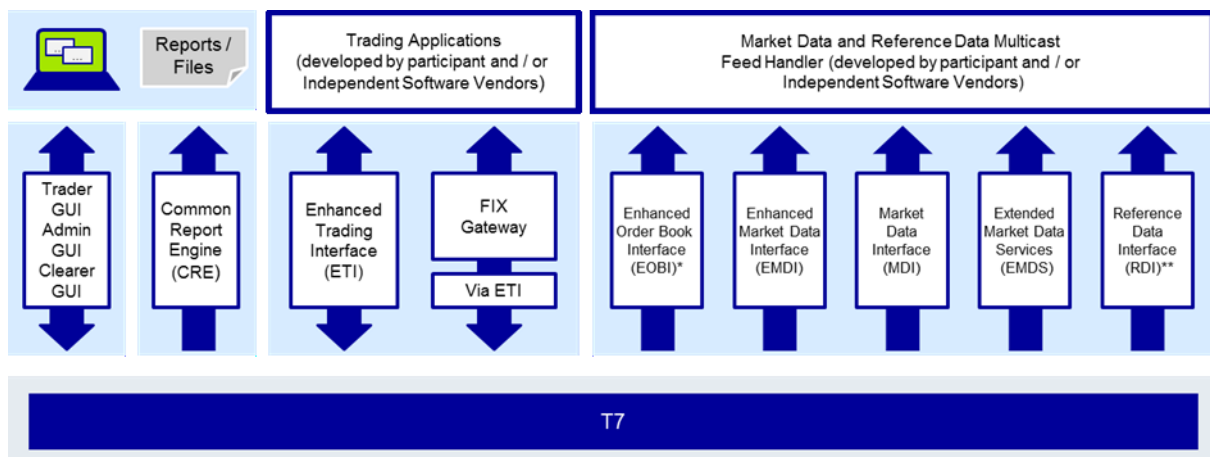 Reports /
Files
Trading Applications
(developed by participant and / or
Independent Software Vendors)
Market Data and Reference Data Multicast
Feed Handler (developed by participant and / or
Independent Software Vendors)
Trader
GUI
Admin
GUI
Clearer
GUI
Common
Report
Engine
(CRE)
Enhanced
Trading
Interface
(ETI)
FIX
Gateway
Via ETI
Enhanced
Order Book
Interface
(EOBI)*
Enhanced
Market Data
Interface
(EMDI)
Market
Data
Interface
(MDI)
Extended
Market Data
Services
(EMDS)
Reference
Data
Interface
(RDI)**
T7